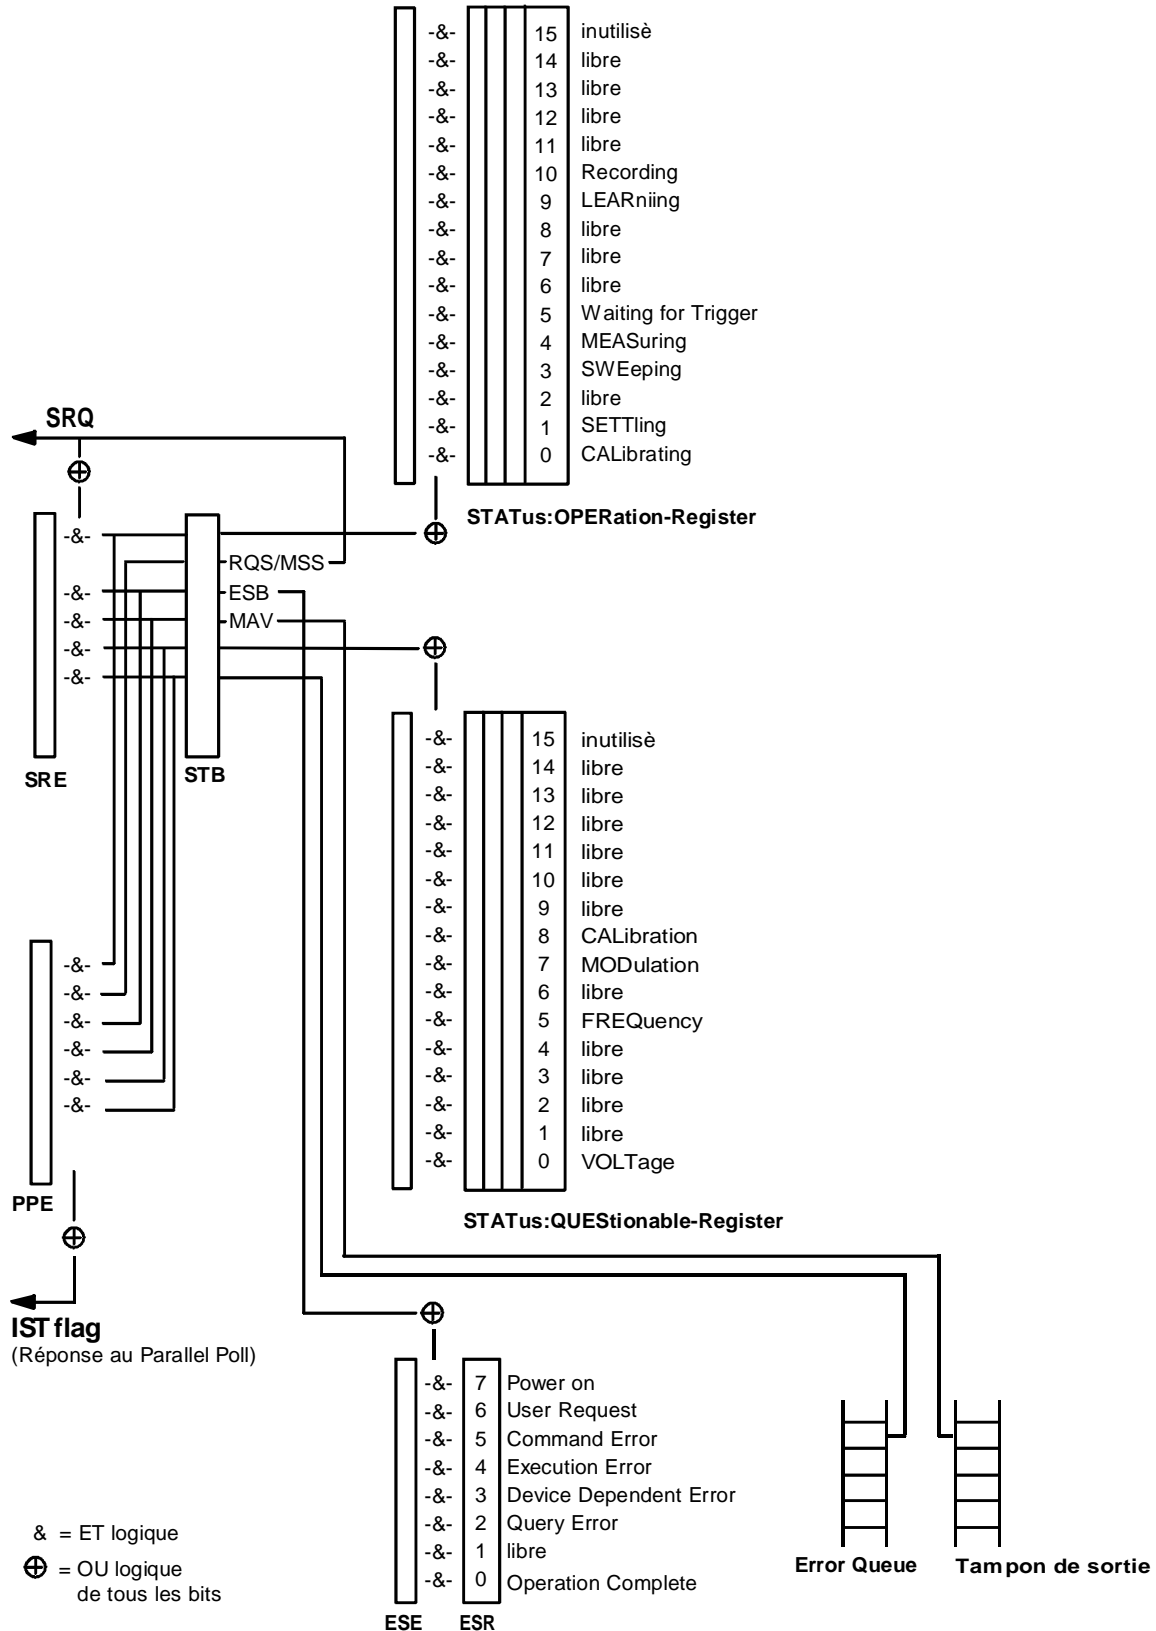 -&- 15 inutilisè
-&- 14 libre
-&- 13 libre
-&- 12 libre
-&- 11 libre
-&- 10 Recording
-&- 9 LEARniing
-&- 8 libre
-&- 7 libre
-&- 6 libre
-&- 5 Waiting for Trigger
-&- 4 MEASuring
-&- 3 SWEeping
-&- 2 libre
-&- 1 SETTling
-&- 0 CALibrating
STATus:OPERation-Register
SRQ
-&-
RQS/MSS
-&- ESB
-&- MAV
-&-
-&-
SRE
STB
-&- 15 inutilisè
-&- 14 libre
-&- 13 libre
-&- 12 libre
-&- 11 libre
-&- 10 libre
-&- 9 libre
-&- 8 CALibration
-&- 7 MODulation
-&- 6 libre
-&- 5 FREQuency
-&- 4 libre
-&- 3 libre
-&- 2 libre
-&- 1 libre
-&- 0 VOLTage
STATus:QUEStionable-Register
-&-
-&-
-&-
-&-
-&-
-&-
PPE
IST flag
(Réponse au Parallel Poll)
-&- 7 Power on
-&- 6 User Request
-&- 5 Command Error
-&- 4 Execution Error
-&- 3 Device Dependent Error
-&- 2 Query Error
-&- 1 libre
-&- 0 Operation Complete
ESE ESR
Error Queue
Tampon de sortie
& = ET logique
⊕ = OU logique
de tous les bits